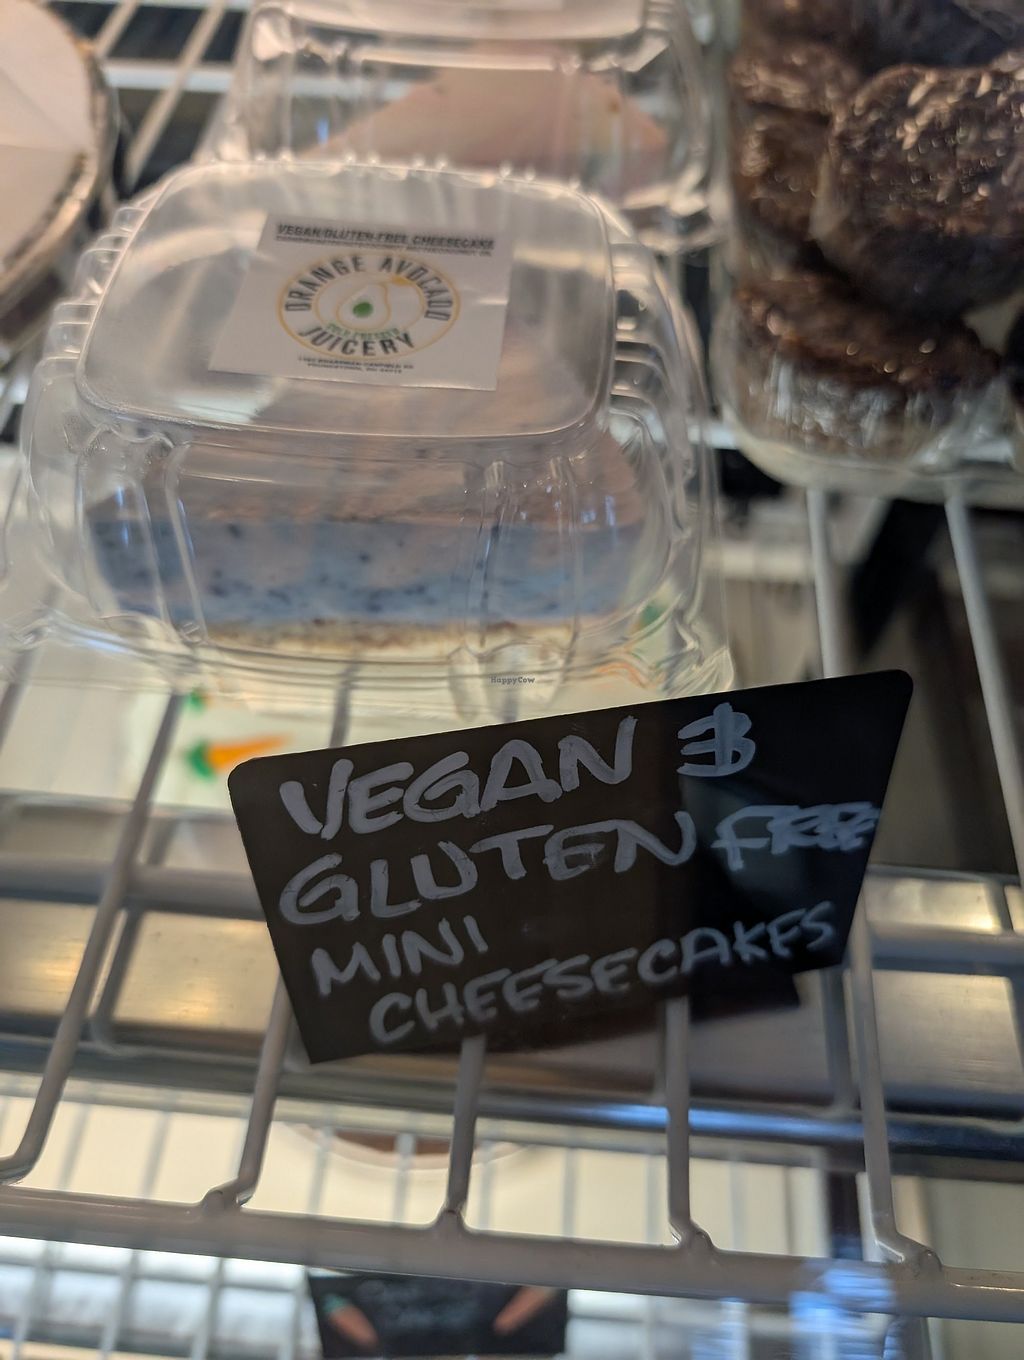 VEGAN/GLUTEN-FREE CHEESECAKE
ORANGE AVOCADO
JUICERY
HappyCow
VEGAN &
GLUTEN FREE
MINI
CHEESECAKES